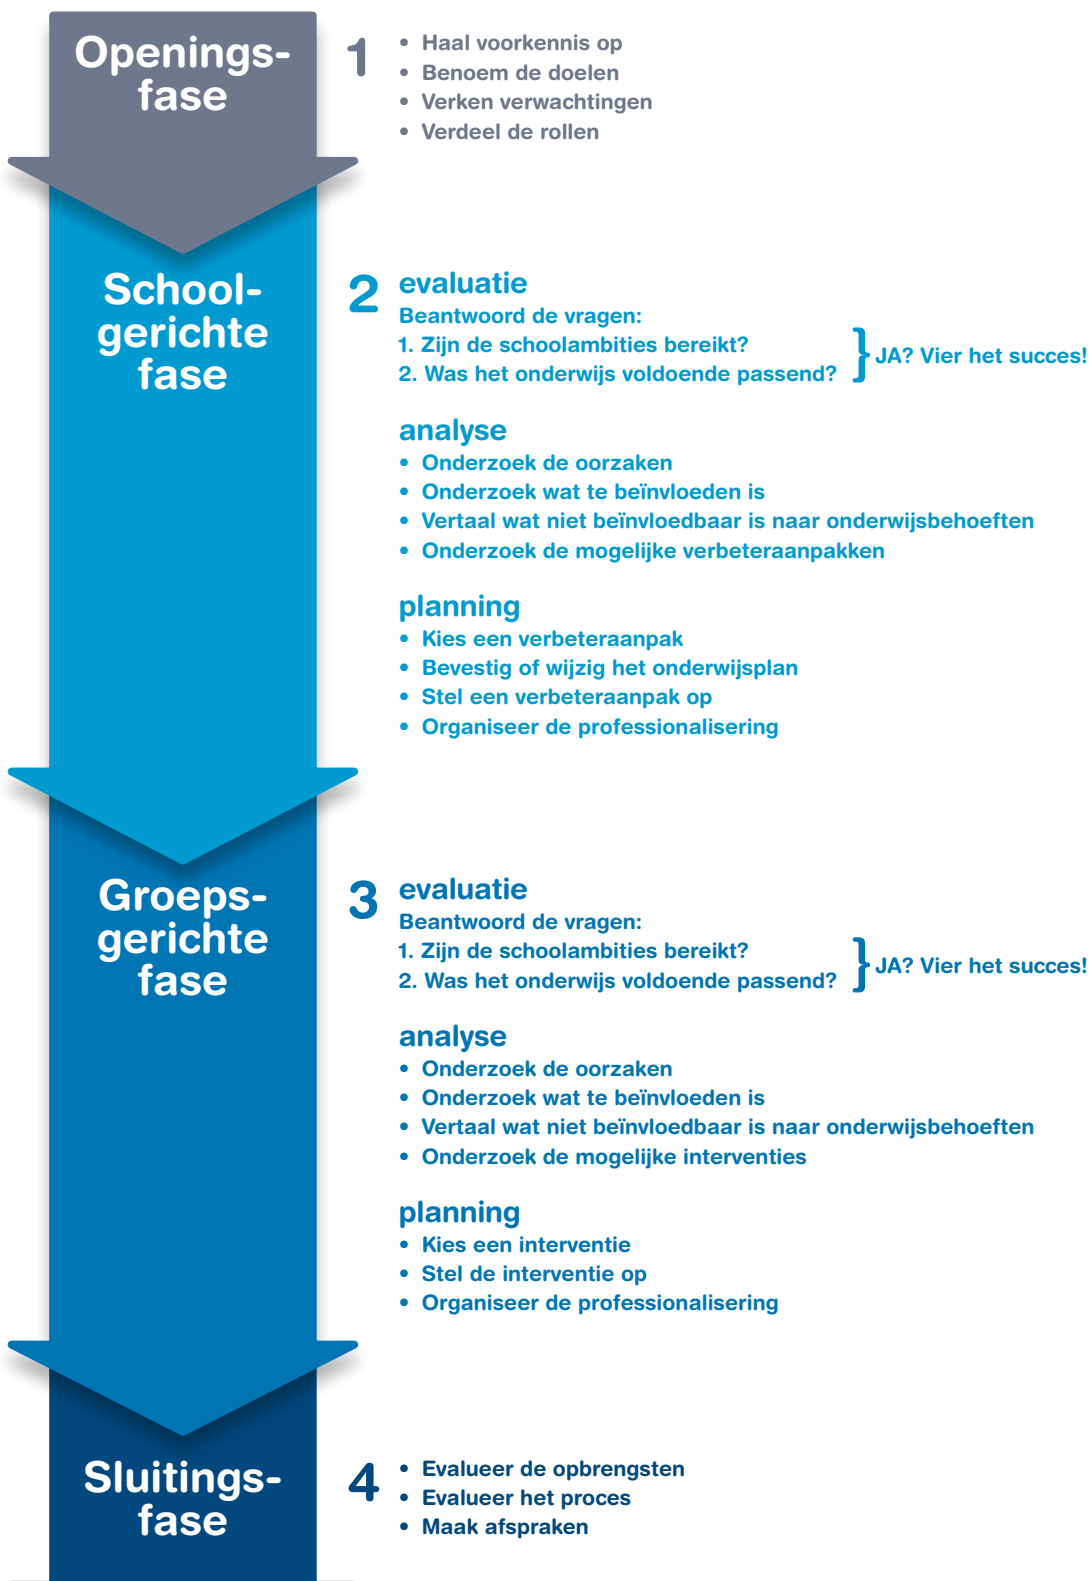 Openings-
fase
1
• Haal voorkennis op
• Benoem de doelen
• Verken verwachtingen
• Verdeel de rollen
School-
gerichte
fase
2
evaluatie
Beantwoord de vragen:
1. Zijn de schoolambities bereikt?
2. Was het onderwijs voldoende passend?
} JA? Vier het succes!
analyse
• Onderzoek de oorzaken
• Onderzoek wat te beïnvloeden is
• Vertaal wat niet beïnvloedbaar is naar onderwijsbehoeften
• Onderzoek de mogelijke verbeteraanpakken
planning
• Kies een verbeteraanpak
• Bevestig of wijzig het onderwijsplan
• Stel een verbeteraanpak op
• Organiseer de professionalisering
Groeps-
gerichte
fase
3
evaluatie
Beantwoord de vragen:
1. Zijn de schoolambities bereikt?
2. Was het onderwijs voldoende passend?
} JA? Vier het succes!
analyse
• Onderzoek de oorzaken
• Onderzoek wat te beïnvloeden is
• Vertaal wat niet beïnvloedbaar is naar onderwijsbehoeften
• Onderzoek de mogelijke interventies
planning
• Kies een interventie
• Stel de interventie op
• Organiseer de professionalisering
Sluitings-
fase
4
• Evalueer de opbrengsten
• Evalueer het proces
• Maak afspraken